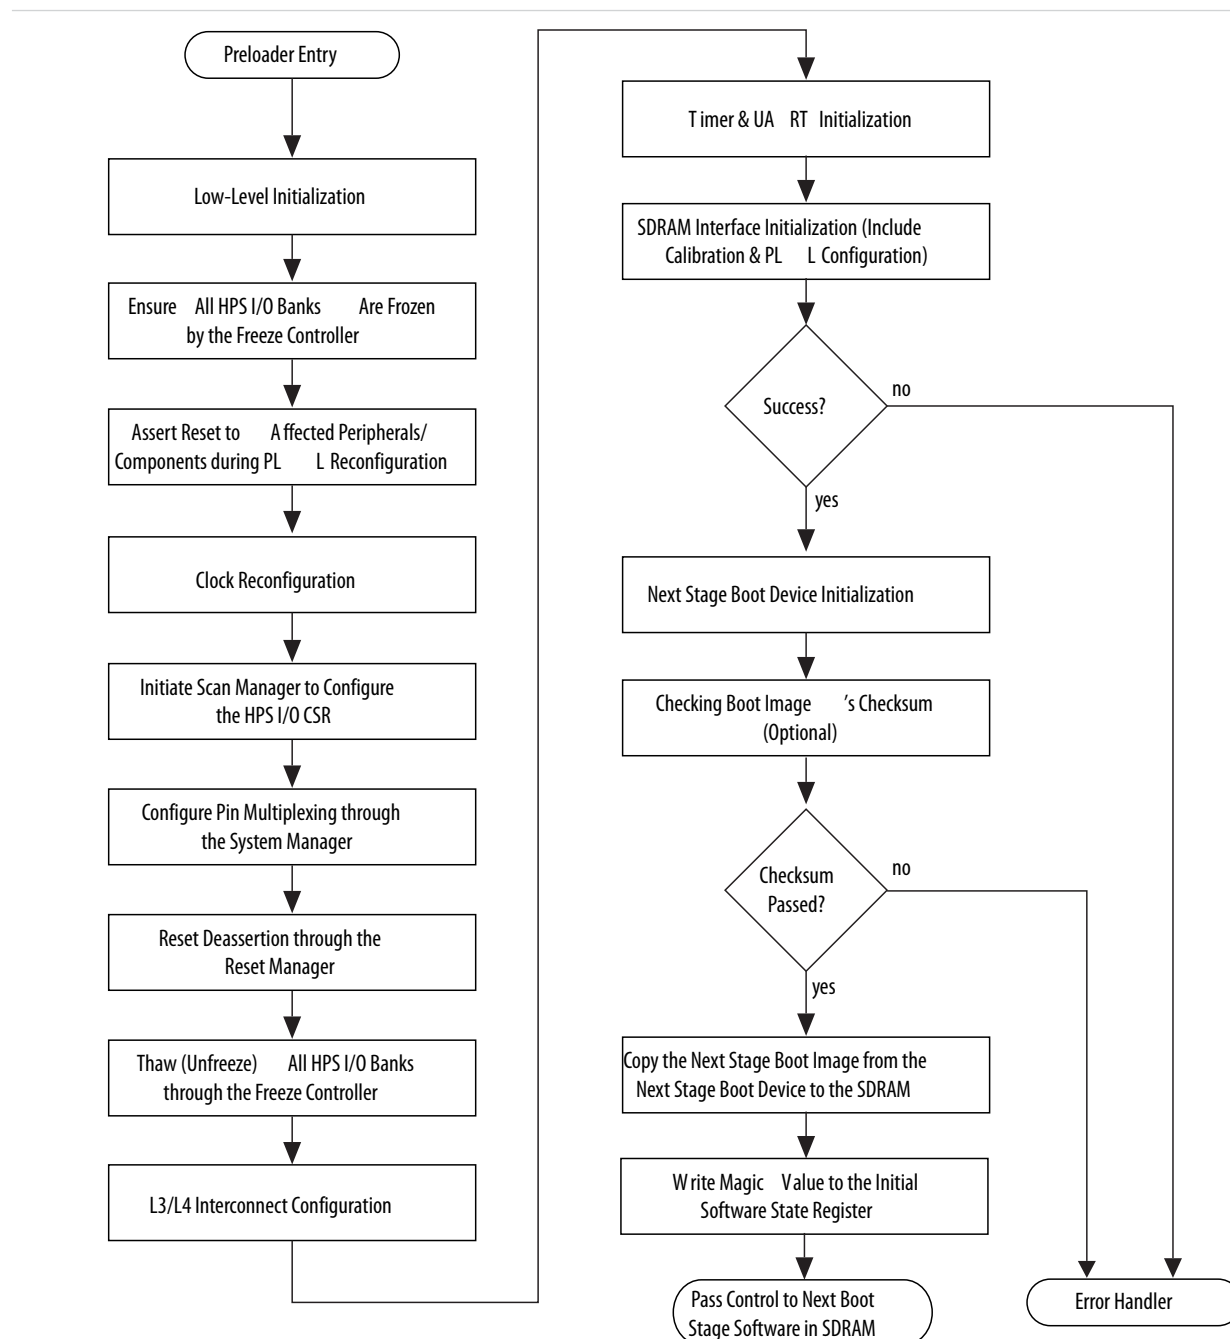 Preloader Entry
Low-Level Initialization
Ensure All HPS I/O Banks Are Frozen
by the Freeze Controller
Assert Reset to Affected Peripherals/
Components during PLL Reconfiguration
Clock Reconfiguration
Initiate Scan Manager to Configure
the HPS I/O CSR
Configure Pin Multiplexing through
the System Manager
Reset Deassertion through the
Reset Manager
Thaw (Unfreeze) All HPS I/O Banks
through the Freeze Controller
L3/L4 Interconnect Configuration
Timer & UART Initialization
SDRAM Interface Initialization (Include
Calibration & PLL Configuration)
Success?
no
yes
Next Stage Boot Device Initialization
Checking Boot Image's Checksum
(Optional)
Checksum
Passed?
no
yes
Copy the Next Stage Boot Image from the
Next Stage Boot Device to the SDRAM
Write Magic Value to the Initial
Software State Register
Pass Control to Next Boot
Stage Software in SDRAM
Error Handler